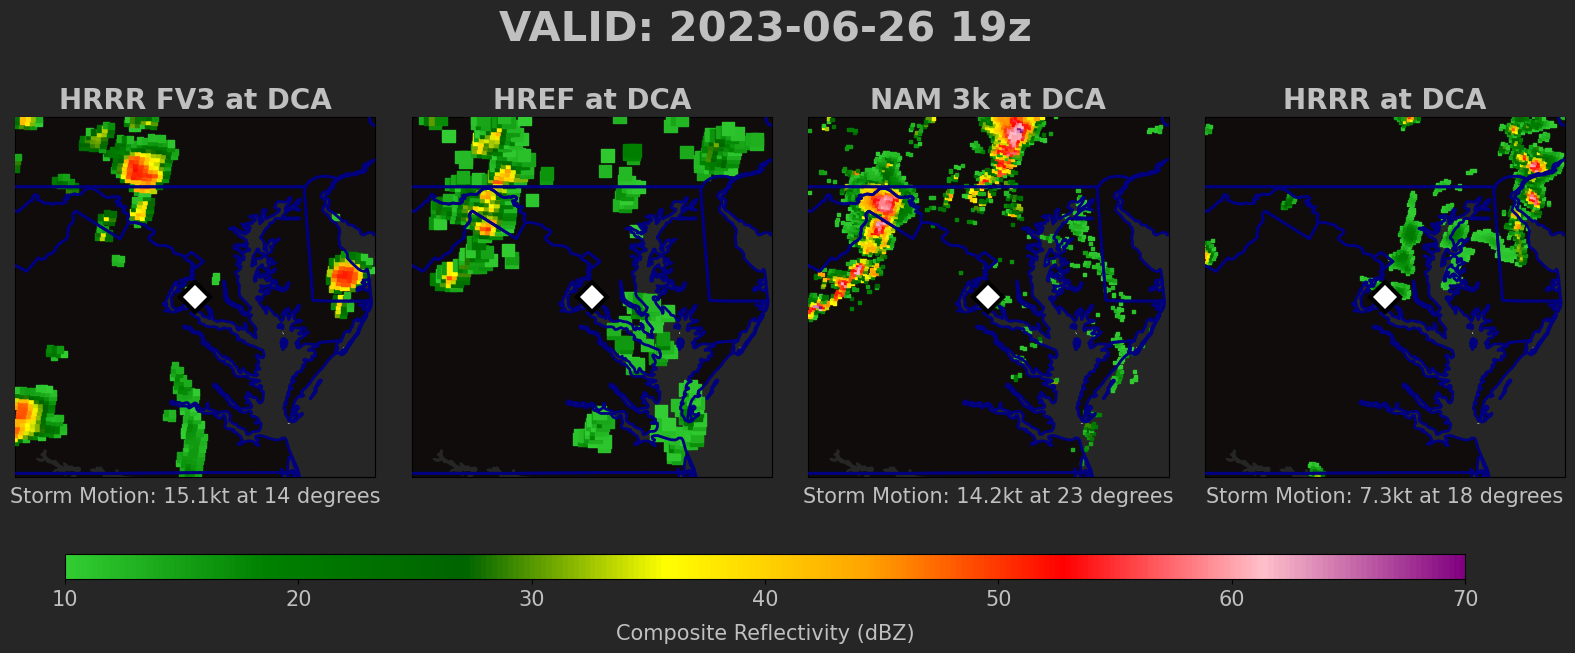 VALID: 2023-06-26 19z
HRRR FV3 at DCA
HREF at DCA
NAM 3k at DCA
HRRR at DCA
Storm Motion: 15.1kt at 14 degrees
Storm Motion: 14.2kt at 23 degrees
Storm Motion: 7.3kt at 18 degrees
10 20 30 40 50 60 70
Composite Reflectivity (dBZ)